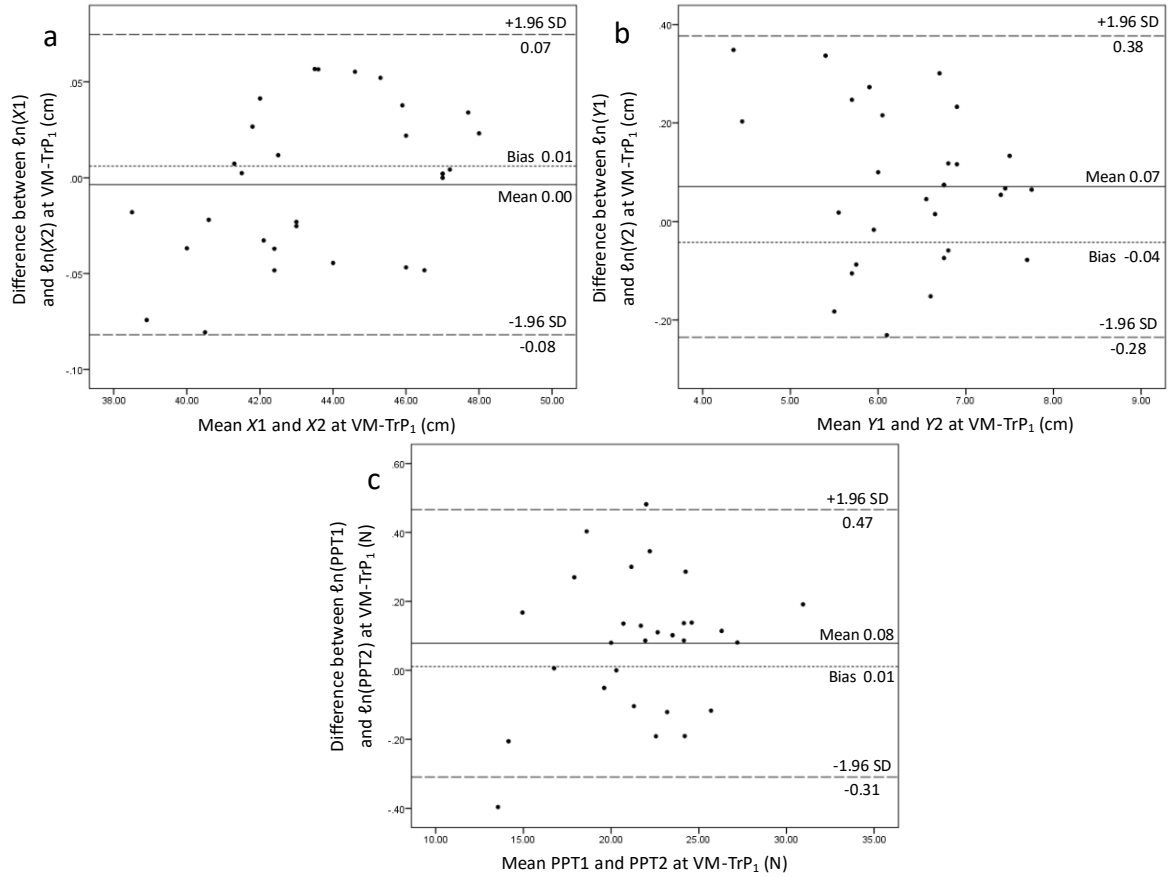 a
+1.96 SD
0.07
.05
Bias 0.01
.00
Mean 0.00
-.05
-1.96 SD
-0.08
-.10
38.00 40.00 42.00 44.00 46.00 48.00 50.00
Mean X1 and X2 at VM-TrP₁ (cm)
Difference between ℓn(X1)
and ℓn(X2) at VM-TrP₁ (cm)
b
.40
+1.96 SD
0.38
.20
Mean 0.07
.00
Bias -0.04
-.20
-1.96 SD
-0.28
4.00 5.00 6.00 7.00 8.00 9.00
Mean Y1 and Y2 at VM-TrP₁ (cm)
Difference between ℓn(Y1)
and ℓn(Y2) at VM-TrP₁ (cm)
c
.60
+1.96 SD
0.47
.40
.20
Mean 0.08
.00
Bias 0.01
-.20
-1.96 SD
-0.31
-.40
10.00 15.00 20.00 25.00 30.00 35.00
Mean PPT1 and PPT2 at VM-TrP₁ (N)
Difference between ℓn(PPT1)
and ℓn(PPT2) at VM-TrP₁ (N)